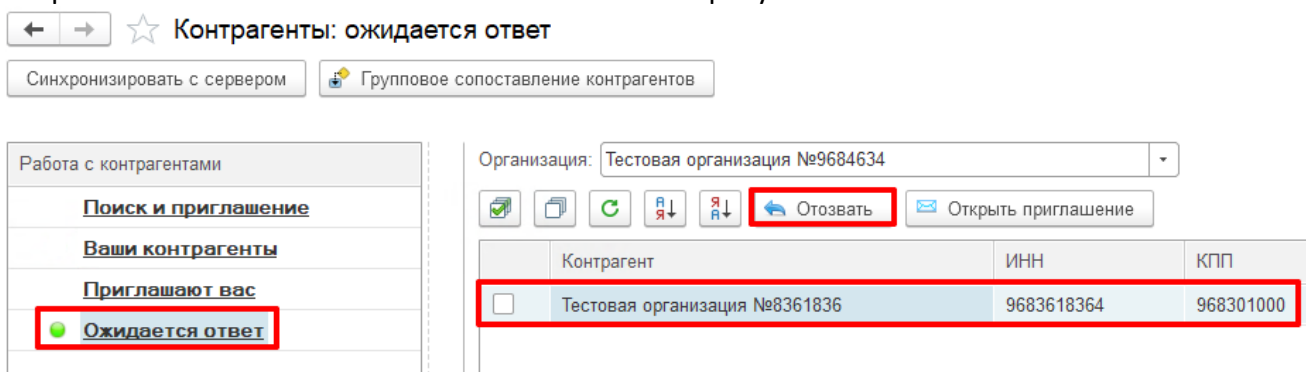 Контрагенты: ожидается ответ
Синхронизировать с сервером
Групповое сопоставление контрагентов
Работа с контрагентами
Поиск и приглашение
Ваши контрагенты
Приглашают вас
Ожидается ответ
Организация: Тестовая организация №9684634
Отозвать
Открыть приглашение
Контрагент ИНН КПП
Тестовая организация №8361836 9683618364 968301000